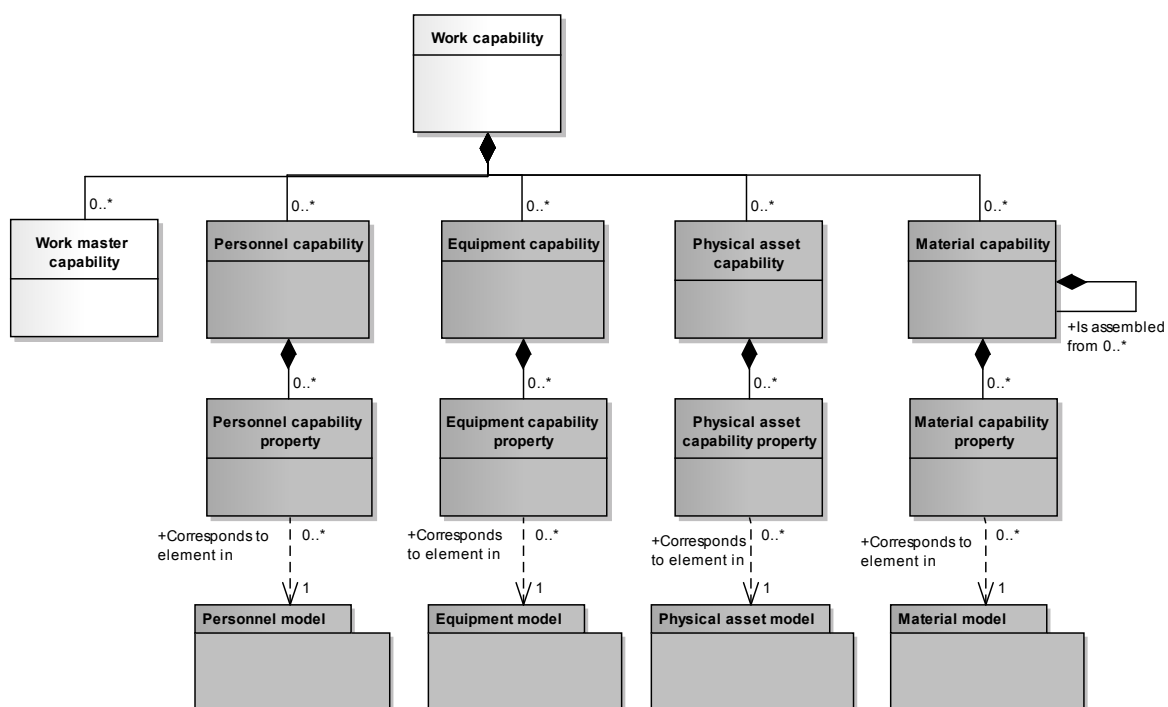 Work capability
0..*
0..*
0..*
0..*
0..*
Work master
capability
Personnel capability
Equipment capability
Physical asset
capability
Material capability
+Is assembled
from 0..*
0..*
0..*
0..*
0..*
Personnel capability
property
Equipment capability
property
Physical asset
capability property
Material capability
property
+Corresponds to
element in
0..*
+Corresponds
to element in
0..*
+Corresponds
to element in
0..*
+Corresponds to
element in
0..*
1
1
1
1
Personnel model
Equipment model
Physical asset model
Material model